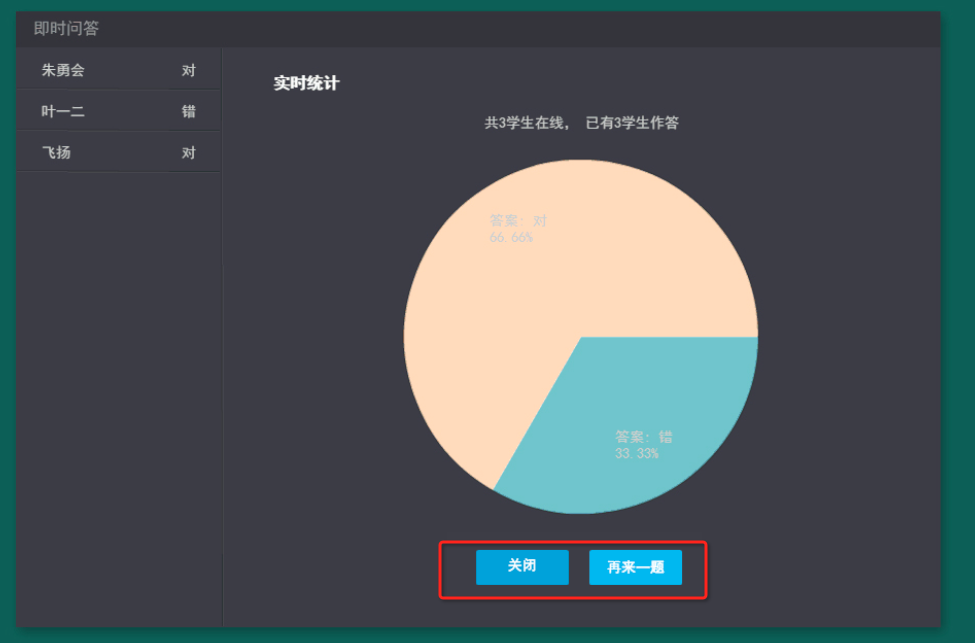 即时问答
朱勇会 对
叶一二 错
飞扬 对
实时统计
共3学生在线， 已有3学生作答
答案：对
66.66%
答案：错
33.33%
关闭 再来一题